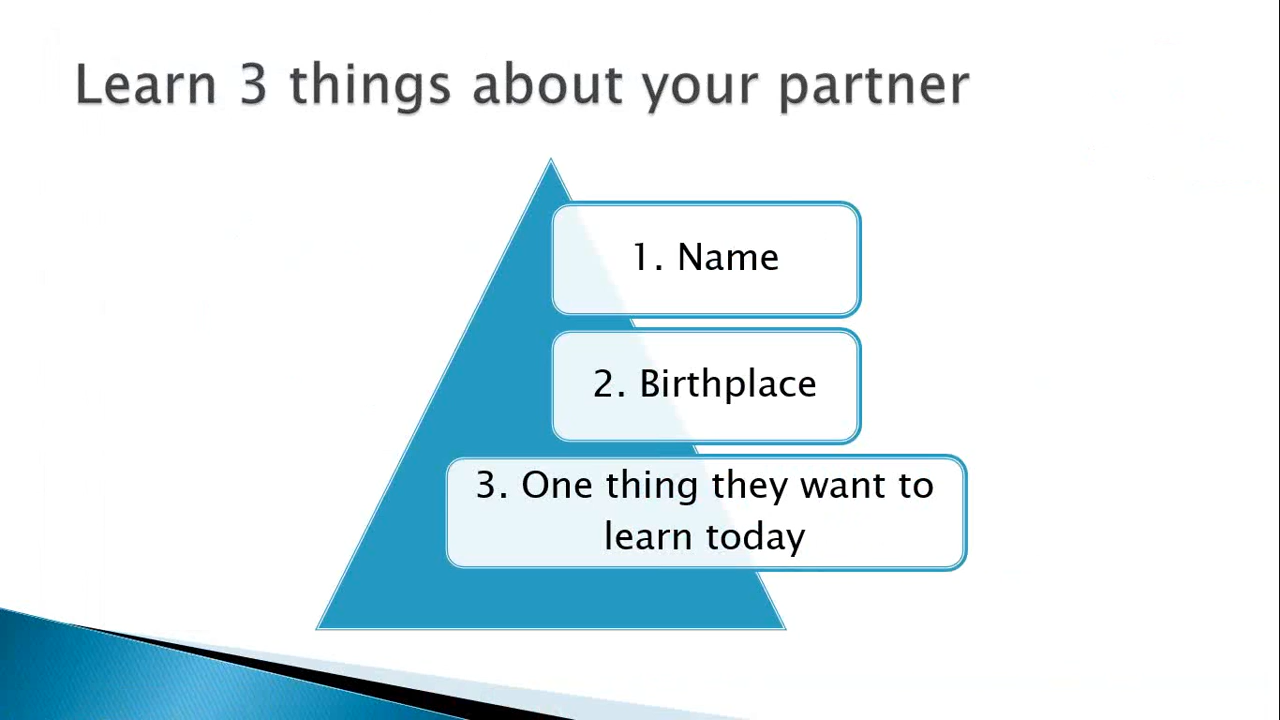 Learn 3 things about your partner
1. Name
2. Birthplace
3. One thing they want to
learn today